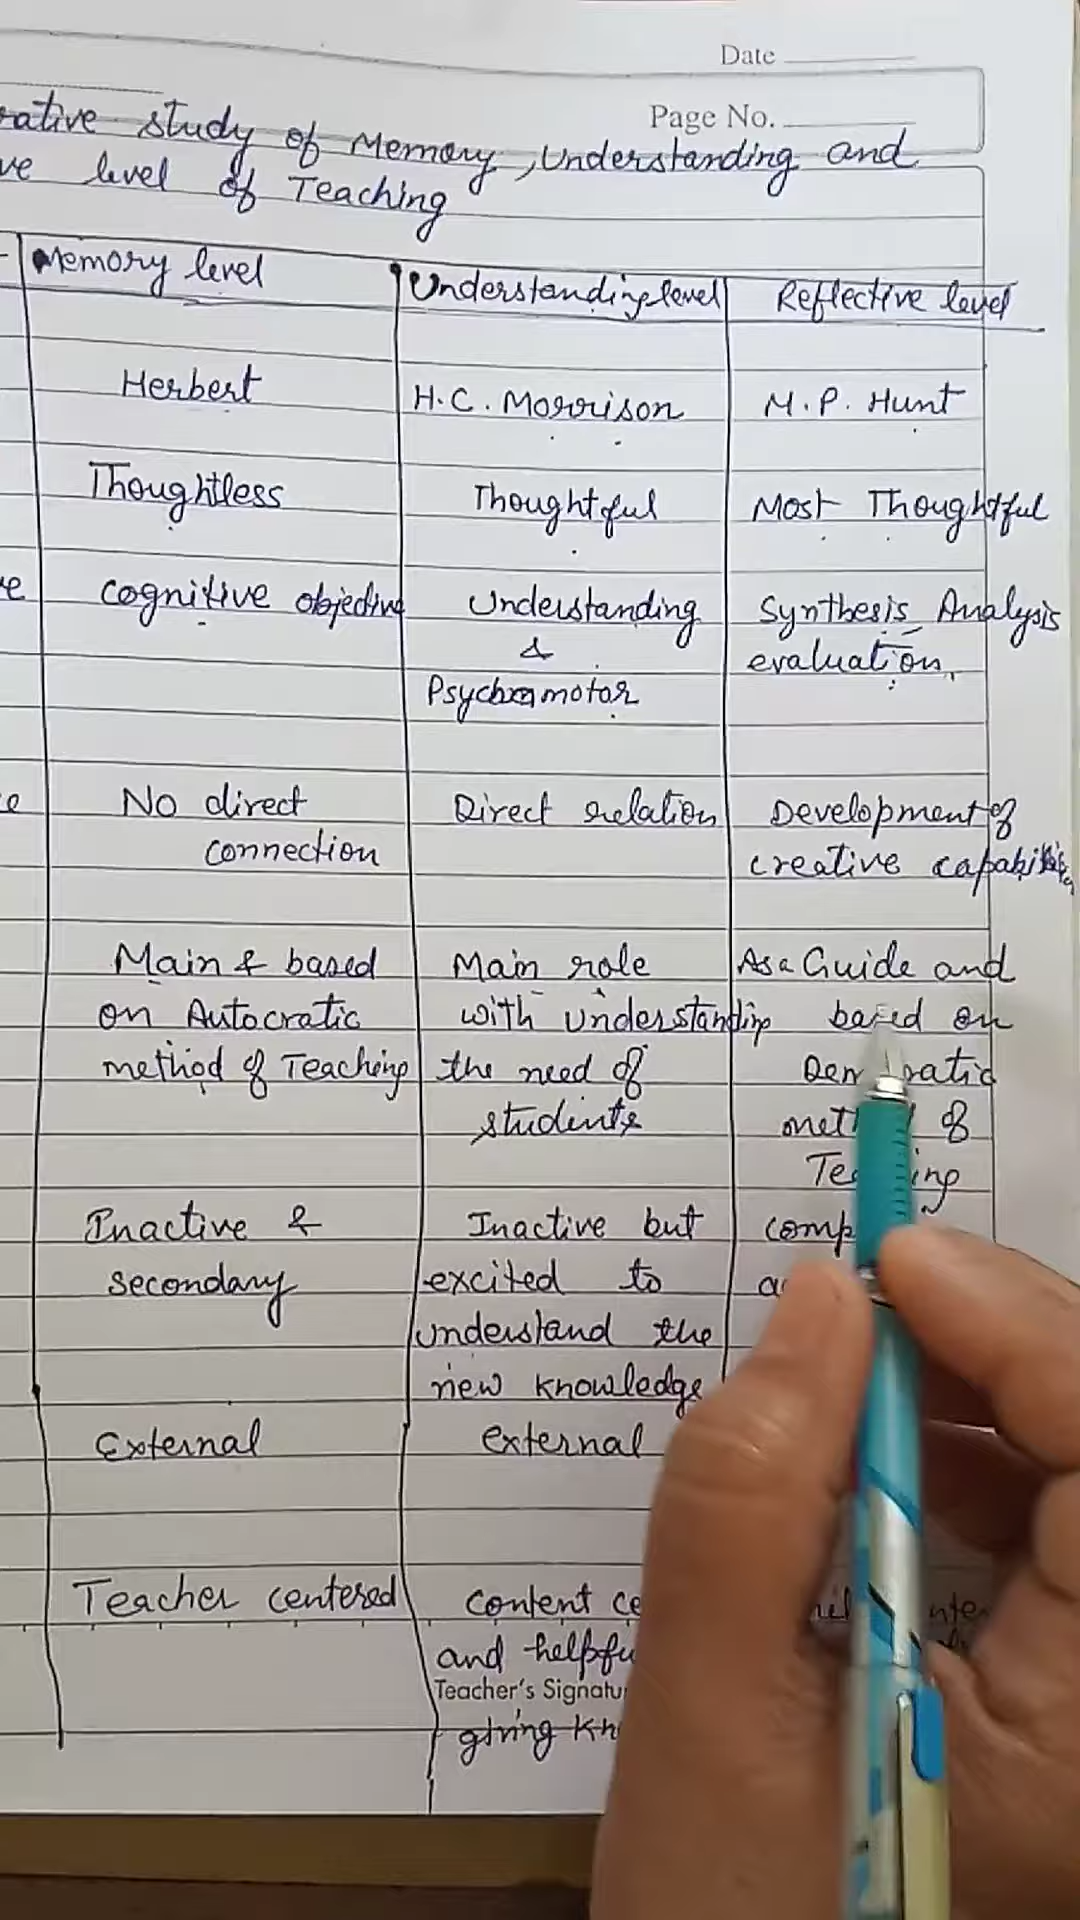 Date
Page No.
rative study of Memory, Understanding and
ve level of Teaching
Memory level
Understanding level
Reflective level
Herbert
H.C. Morrison
M.P. Hunt
Thoughtless
Thoughtful
Most Thoughtful
ve
Cognitive objective
Understanding
&
Psychomotor
Synthesis Analysis
evaluation
No direct
connection
Direct relation
Development of
creative
Main & based
on Autocratic
method of Teaching
Main role
with understanding
the need of
students
As a Guide and
based on
of
Inactive &
secondary
Inactive but
excited to
understand the
new knowledge
External
external
Teacher centered
content
and
Teacher's
giving